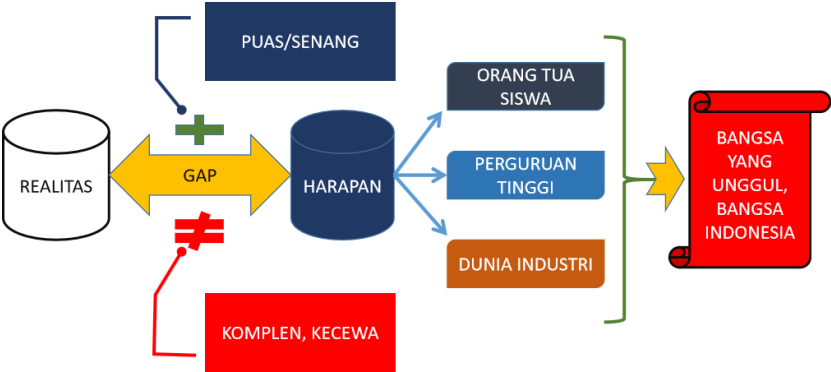 PUAS/SENANG
REALITAS
GAP
HARAPAN
KOMPLEN, KECEWA
ORANG TUA
SISWA
PERGURUAN
TINGGI
DUNIA INDUSTRI
BANGSA
YANG
UNGGUL,
BANGSA
INDONESIA